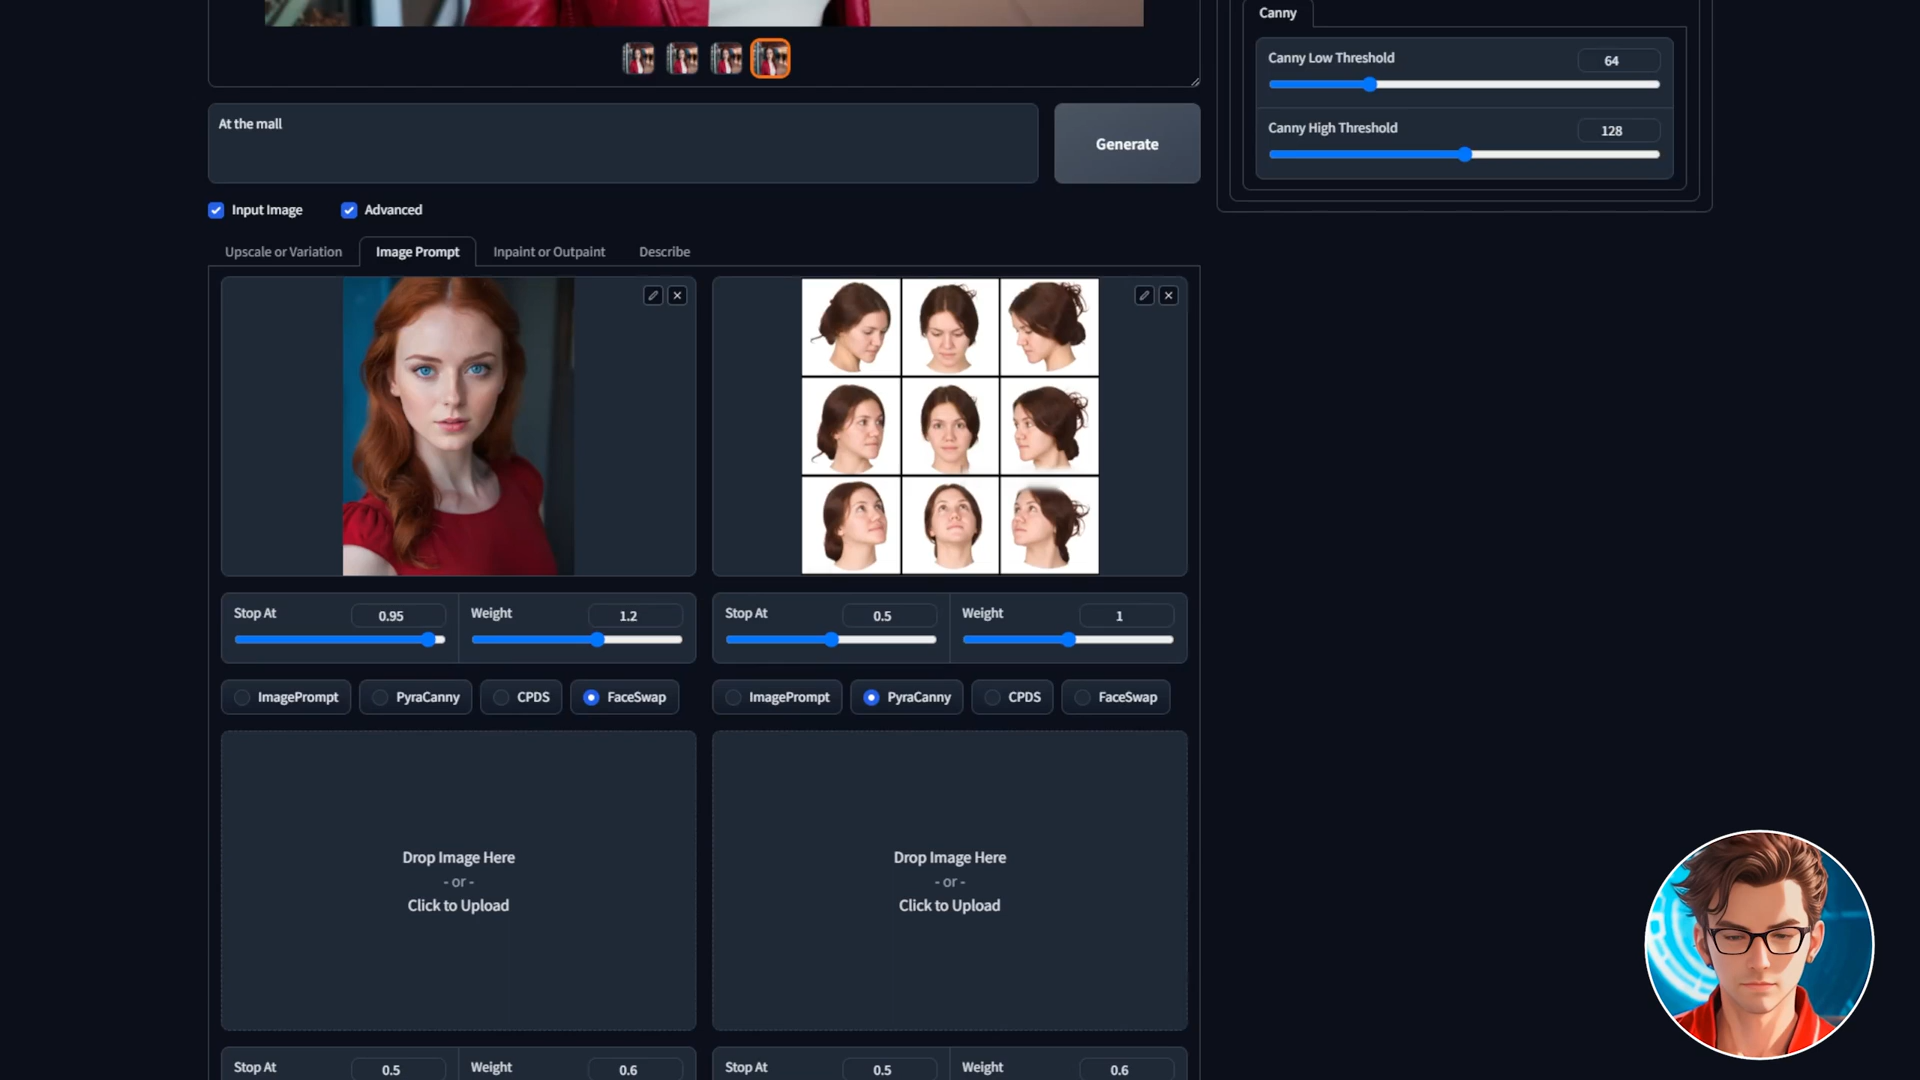 Canny
Canny Low Threshold 64
Canny High Threshold 128
At the mall
Generate
Input Image Advanced
Upscale or Variation Image Prompt Inpaint or Outpaint Describe
Stop At 0.95 Weight 1.2 Stop At 0.5 Weight 1
ImagePrompt PyraCanny CPDS FaceSwap ImagePrompt PyraCanny CPDS FaceSwap
Drop Image Here Drop Image Here
- or - - or -
Click to Upload Click to Upload
Stop At 0.5 Weight 0.6 Stop At 0.5 Weight 0.6